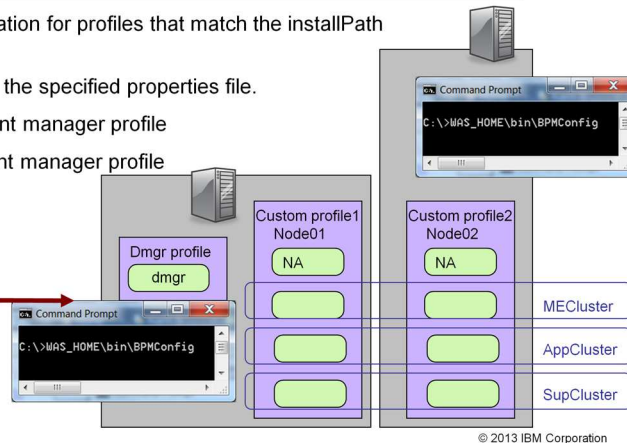 ation for profiles that match the installPath
the specified properties file.
nt manager profile
nt manager profile
Command Prompt
C:\>WAS_HOME\bin\BPMConfig
Custom profile1
Node01
NA
Custom profile2
Node02
NA
Dmgr profile
dmgr
Command Prompt
C:\>WAS_HOME\bin\BPMConfig
MECluster
AppCluster
SupCluster
© 2013 IBM Corporation